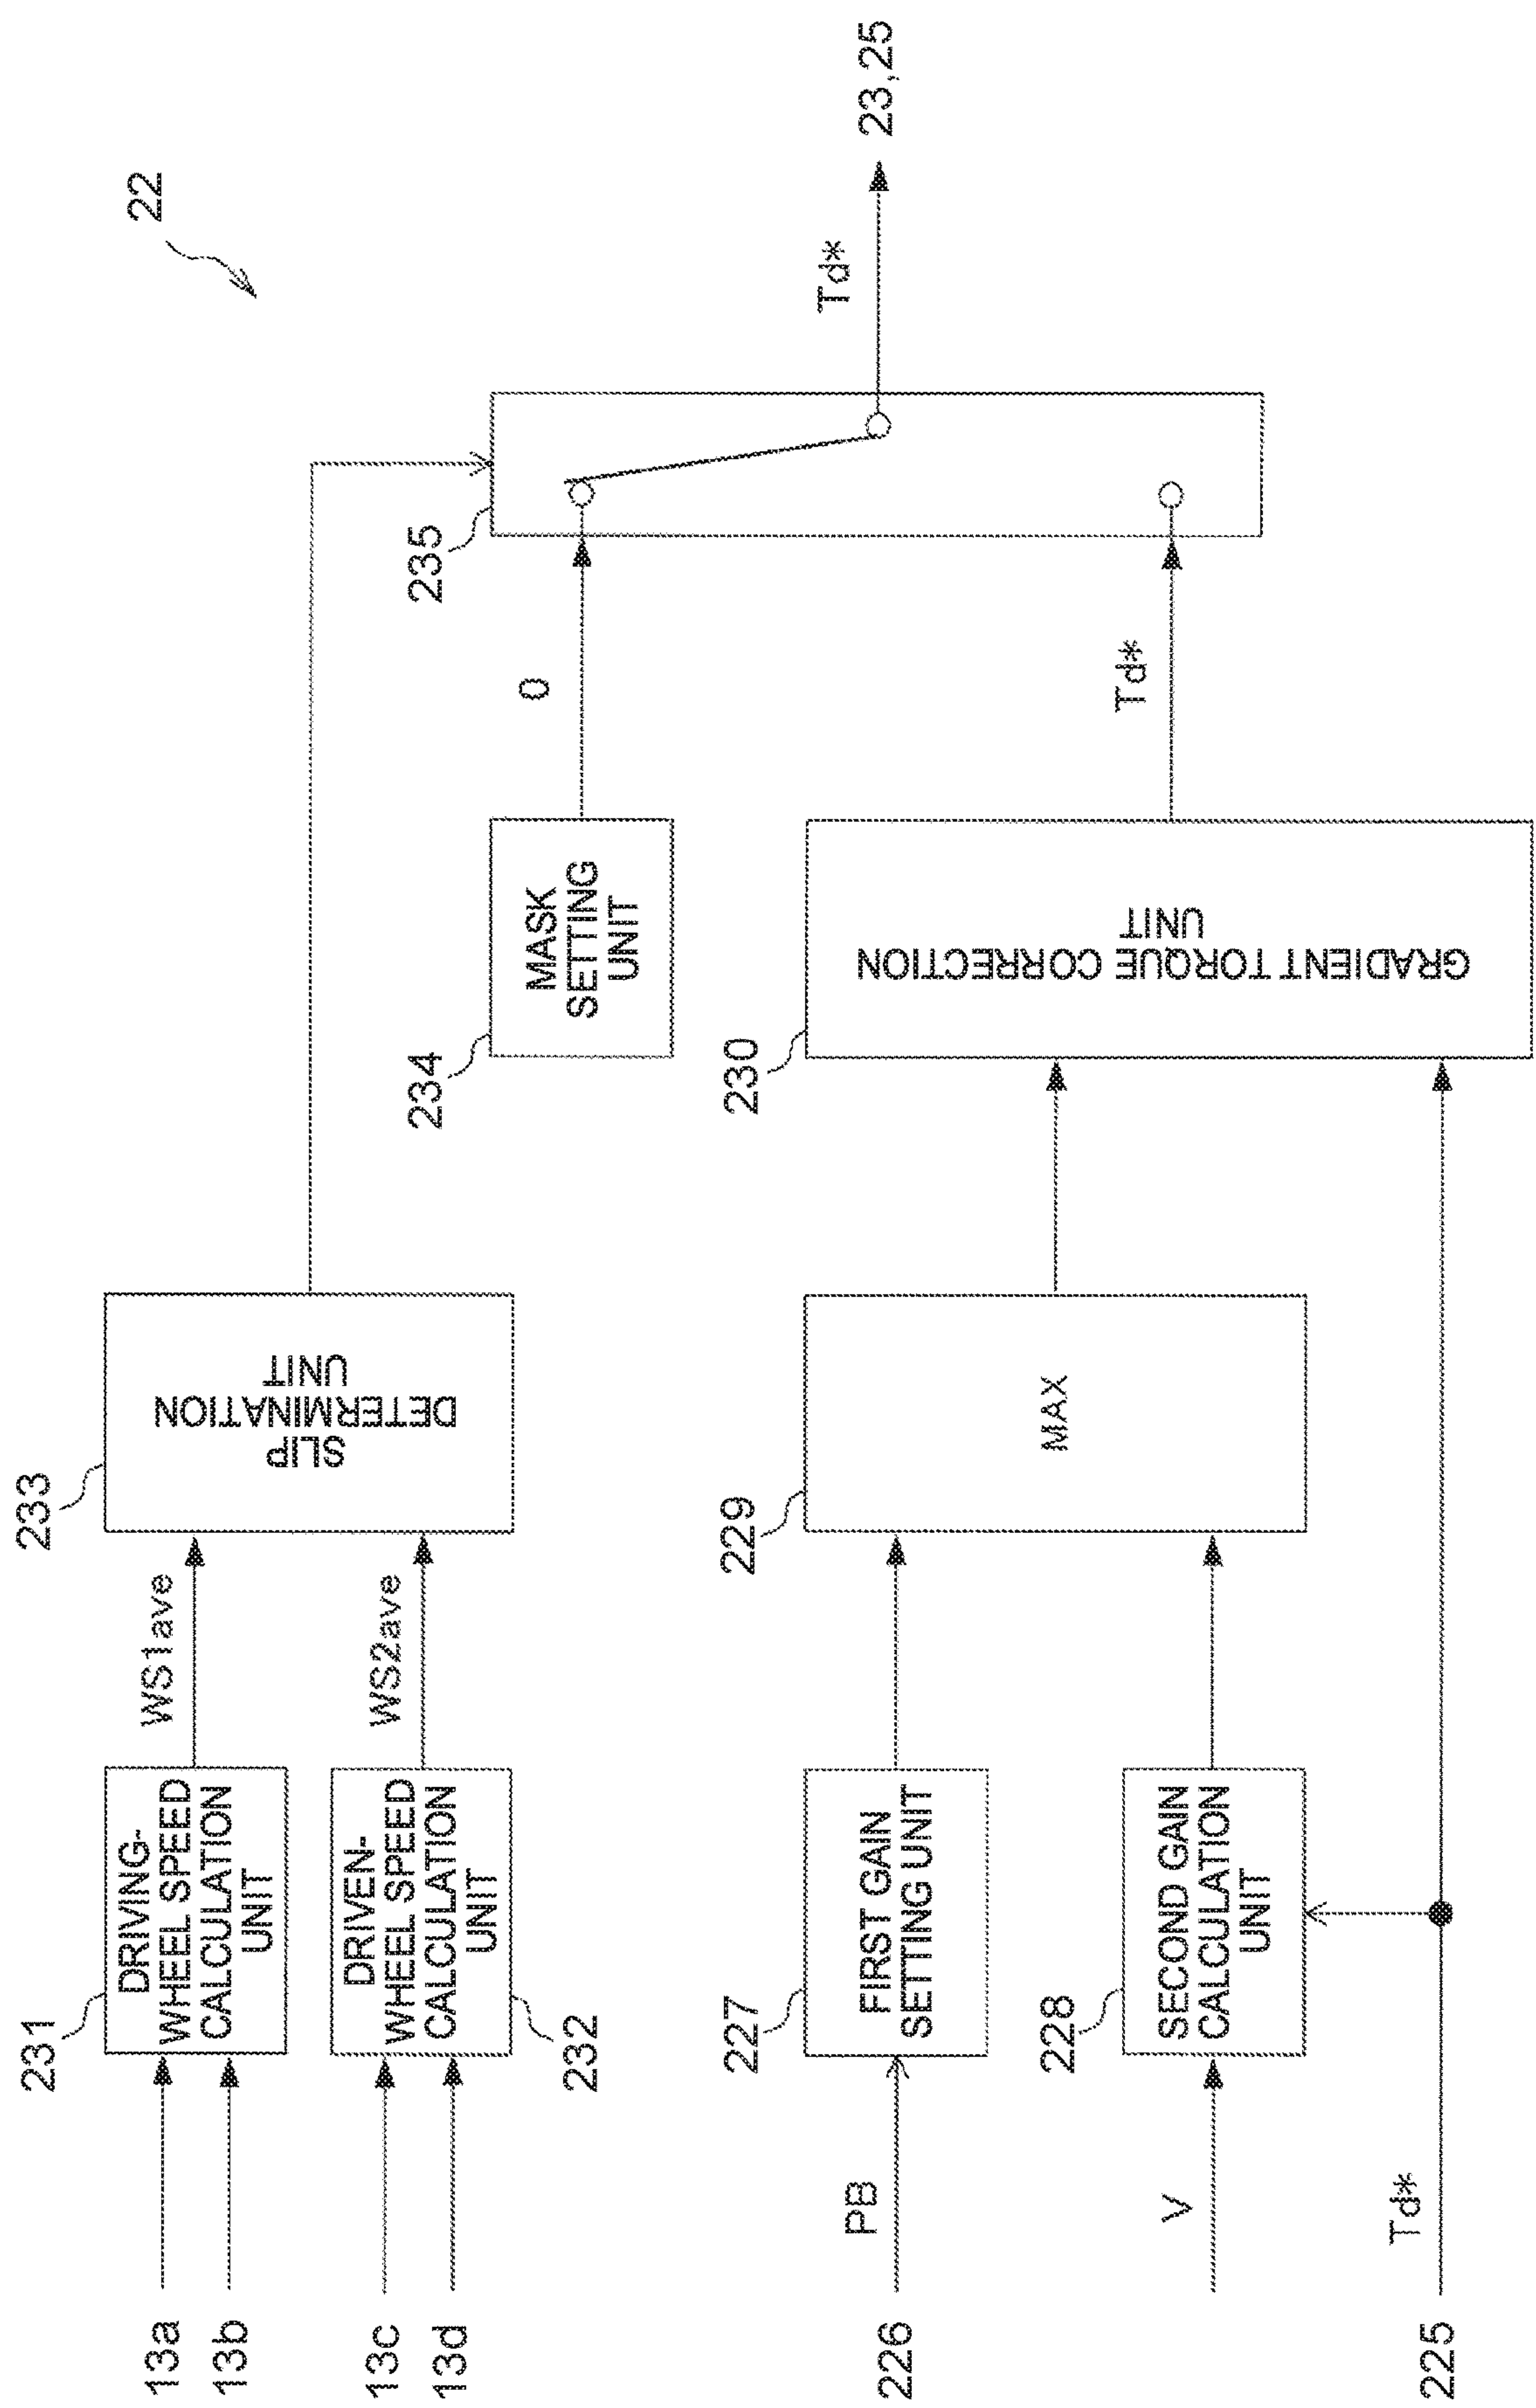 22
13a
13b
231
DRIVING-
WHEEL SPEED
CALCULATION
UNIT
WS1ave
13c
13d
232
DRIVEN-
WHEEL SPEED
CALCULATION
UNIT
WS2ave
233
SLIP
DETERMINATION
UNIT
234
MASK
SETTING
UNIT
0
235
Td*
23,25
226
PB
227
FIRST GAIN
SETTING UNIT
V
228
SECOND GAIN
CALCULATION
UNIT
229
MAX
230
GRADIENT TORQUE CORRECTION
UNIT
Td*
225
Td*